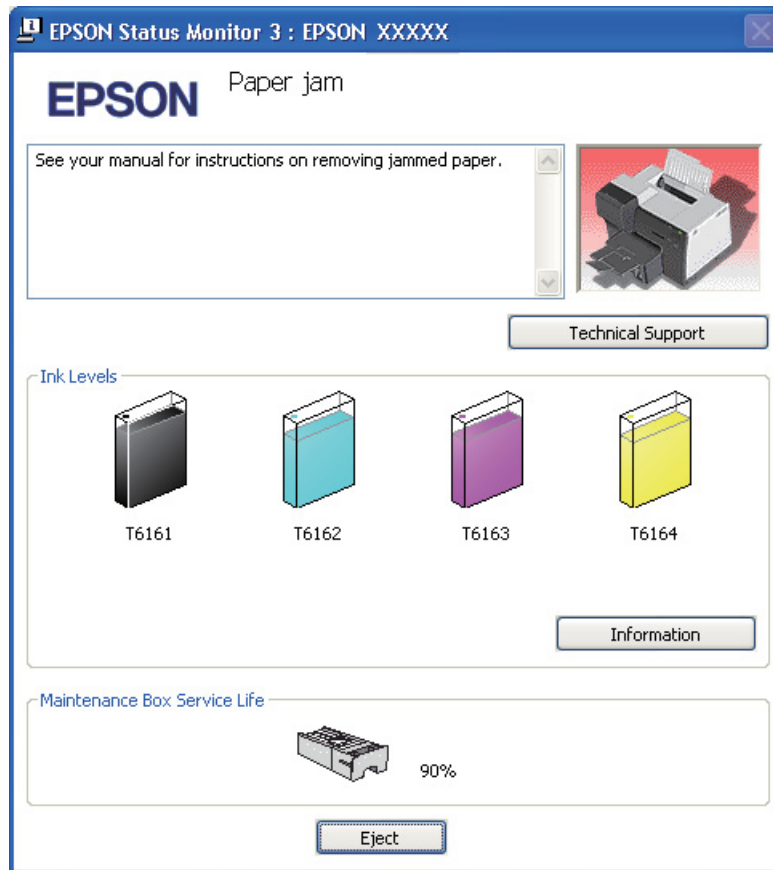 EPSON Status Monitor 3 : EPSON XXXXX
EPSON
Paper jam
See your manual for instructions on removing jammed paper.
Technical Support
Ink Levels
T6161
T6162
T6163
T6164
Information
Maintenance Box Service Life
90%
Eject